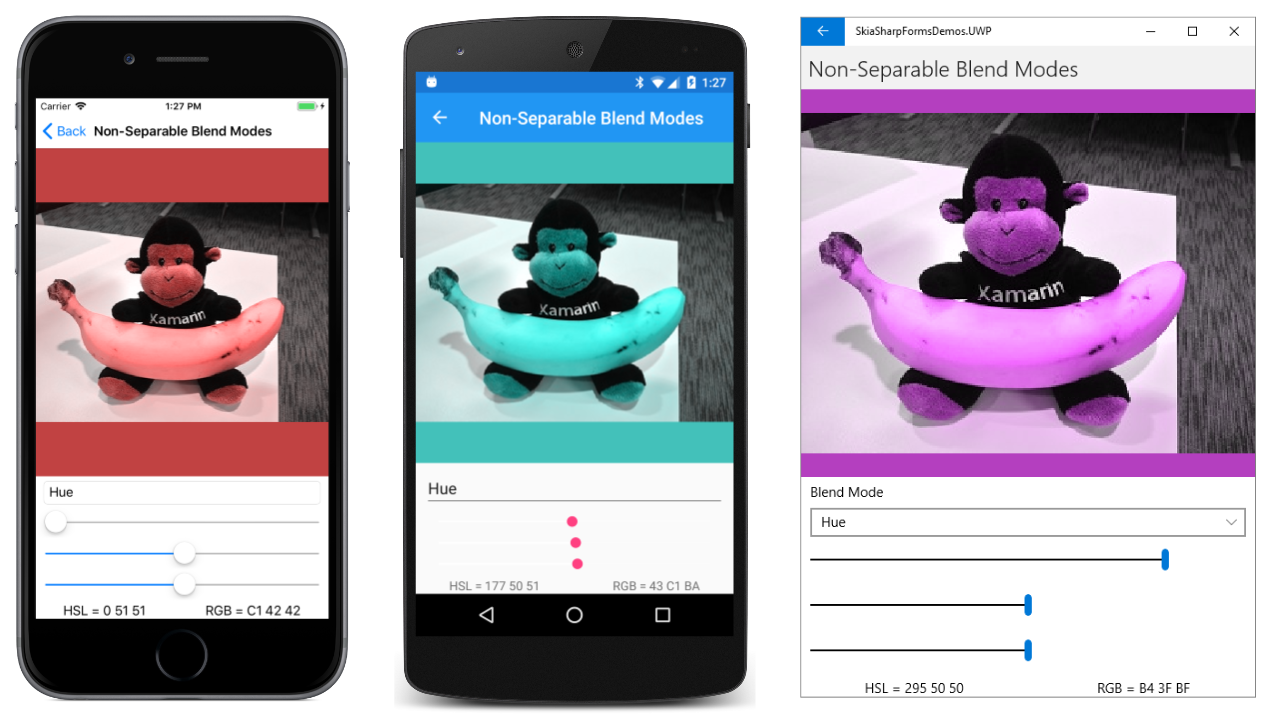 Carrier 1:27 PM
Back Non-Separable Blend Modes
Xamarin
Hue
HSL = 0 51 51 RGB = C1 42 42
1:27
Non-Separable Blend Modes
Xamarin
Hue
HSL = 177 50 51 RGB = 43 C1 BA
SkiaSharpFormsDemos.UWP
Non-Separable Blend Modes
Xamarin
Blend Mode
Hue
HSL = 295 50 50 RGB = B4 3F BF